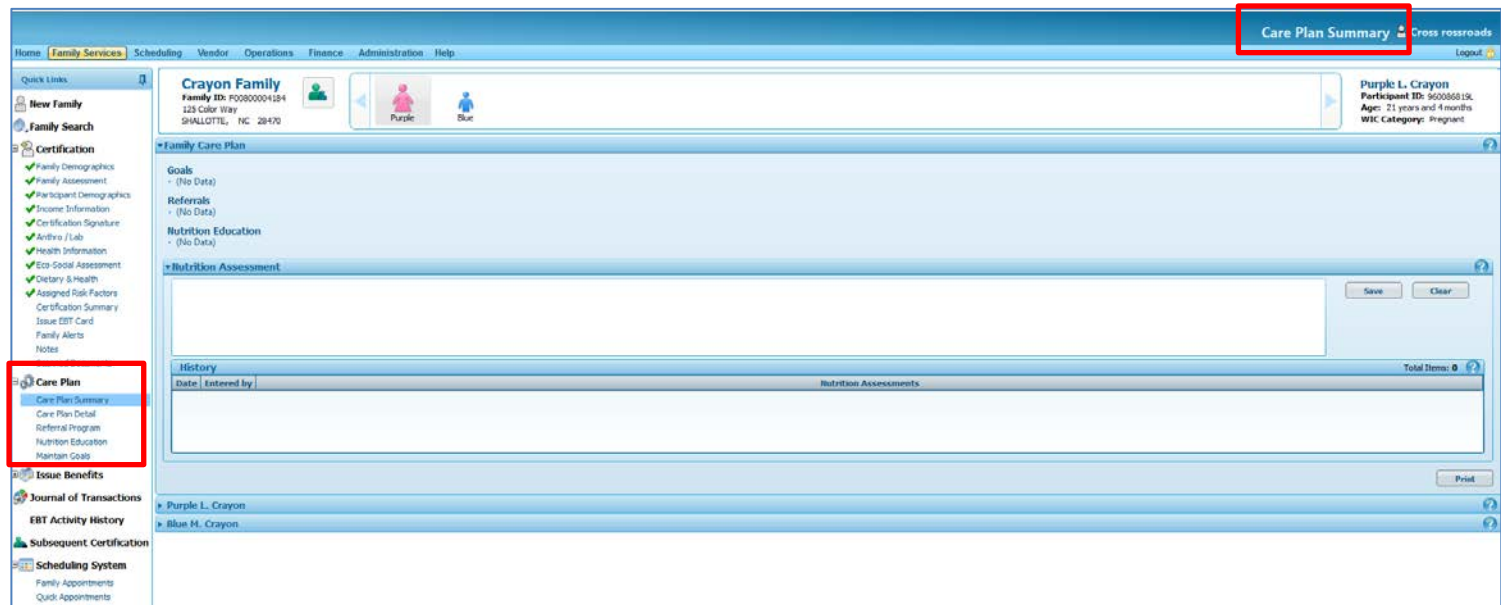 Care Plan Summary Cross rossroads
Home Family Services Scheduling Vendor Operations Finance Administration Help
Logout
Quick Links
New Family
Family Search
Certification
Family Demographics
Family Assessment
Participant Demographics
Income Information
Certification Signature
Anthro / Lab
Health Information
Eco-Social Assessment
Dietary & Health
Assigned Risk Factors
Certification Summary
Issue EBT Card
Family Alerts
Notes
Care Plan
Care Plan Summary
Care Plan Detail
Referral Program
Nutrition Education
Maintain Goals
Issue Benefits
Journal of Transactions
EBT Activity History
Subsequent Certification
Scheduling System
Family Appointments
Quick Appointments
Crayon Family
Family ID: F00800004184
125 Color Way
SHALLOTTE, NC 28470
Purple
Blue
Purple L. Crayon
Participant ID: 960086819L
Age: 21 years and 4 months
WIC Category: Pregnant
Family Care Plan
Goals
- (No Data)
Referrals
- (No Data)
Nutrition Education
- (No Data)
Nutrition Assessment
Save Clear
History Total Items: 0
Date Entered by Nutrition Assessments
Print
Purple L. Crayon
Blue M. Crayon